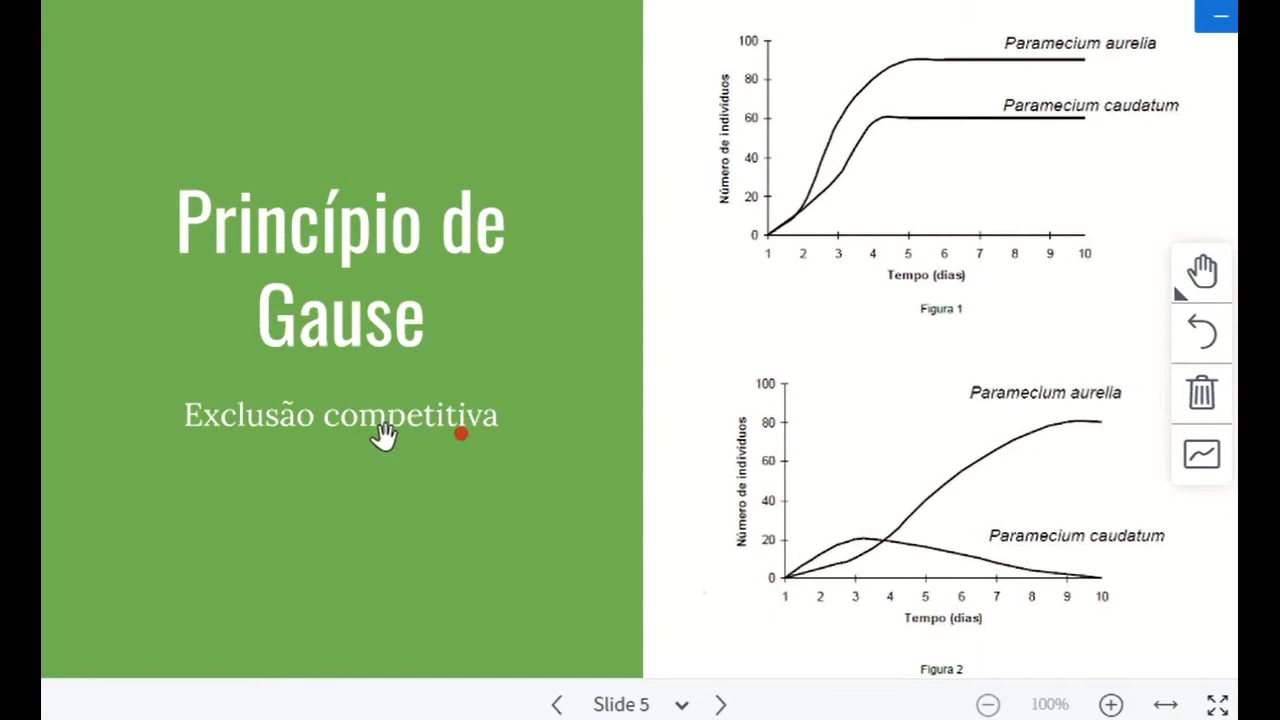 Princípio de
Gause
Exclusão competitiva
Paramecium aurelia
Paramecium caudatum
Número de indivíduos
100
80
60
40
20
0
1 2 3 4 5 6 7 8 9 10
Tempo (dias)
Figura 1
Paramecium aurelia
Paramecium caudatum
Número de indivíduos
100
80
60
40
20
0
1 2 3 4 5 6 7 8 9 10
Tempo (dias)
Figura 2
Slide 5
100%